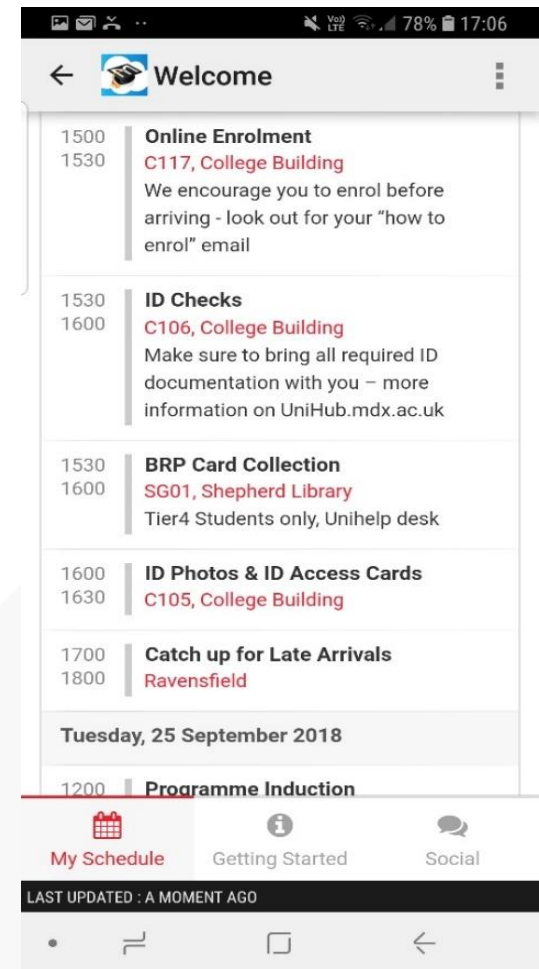 78% 17:06
Welcome
1500 Online Enrolment
1530 C117, College Building
We encourage you to enrol before
arriving - look out for your “how to
enrol” email
1530 ID Checks
1600 C106, College Building
Make sure to bring all required ID
documentation with you – more
information on UniHub.mdx.ac.uk
1530 BRP Card Collection
1600 SG01, Shepherd Library
Tier4 Students only, Unihelp desk
1600 ID Photos & ID Access Cards
1630 C105, College Building
1700 Catch up for Late Arrivals
1800 Ravensfield
Tuesday, 25 September 2018
1200 Programme Induction
My Schedule Getting Started Social
LAST UPDATED : A MOMENT AGO